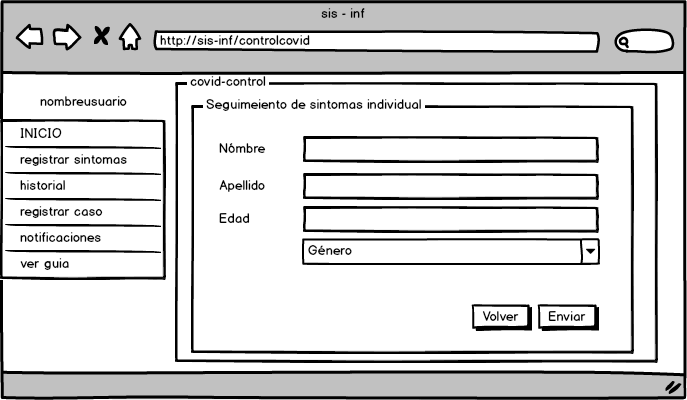 sis - inf
http://sis-inf/controlcovid
covid-control
nombreusuario
INICIO
registrar sintomas
historial
registrar caso
notificaciones
ver guia
Seguimeiento de sintomas individual
Nómbre
Apellido
Edad
Género
Volver
Enviar